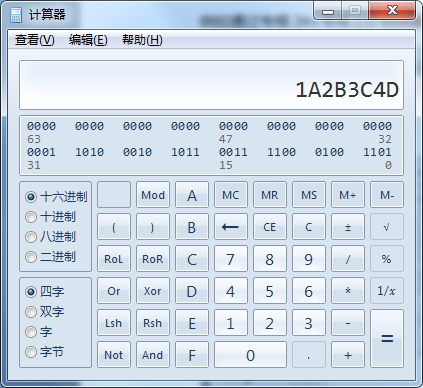 计算器
查看(V) 编辑(E) 帮助(H)
1A2B3C4D
0000 0000 0000 0000 0000 0000 0000 0000
63 47 32
0001 1010 0010 1011 0011 1100 0100 1101
31 15 0
十六进制 Mod A MC MR MS M+ M-
十进制 ( ) B ← CE C ± √
八进制
二进制 RoL RoR C 7 8 9 / %
四字 Or Xor D 4 5 6 * 1/x
双字
字 Lsh Rsh E 1 2 3 - =
字节 Not And F 0 . +